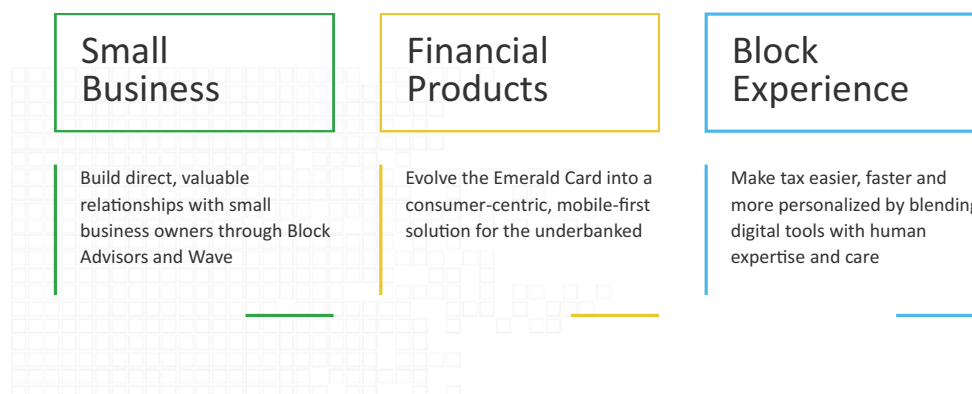 Small
Business
Build direct, valuable
relationships with small
business owners through Block
Advisors and Wave
Financial
Products
Evolve the Emerald Card into a
consumer-centric, mobile-first
solution for the underbanked
Block
Experience
Make tax easier, faster and
more personalized by blending
digital tools with human
expertise and care